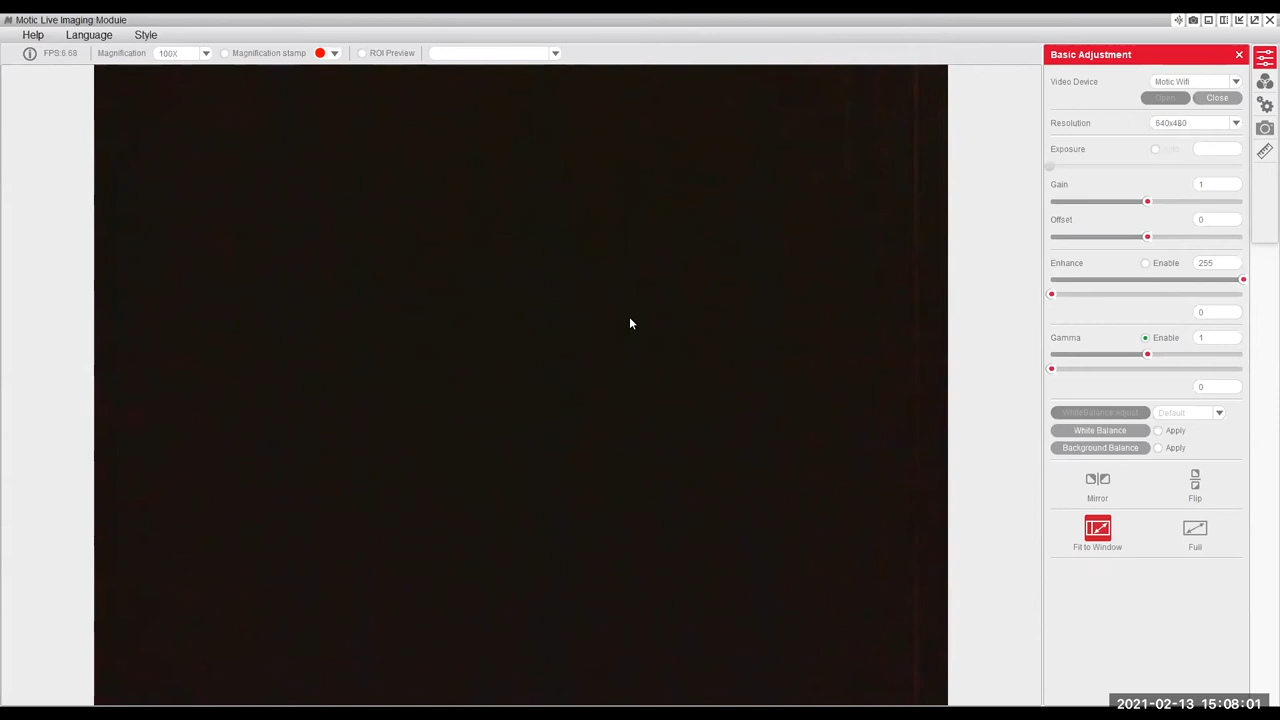 Motic Live Imaging Module
Help Language Style
FPS:6.68 Magnification 100X Magnification stamp ROI Preview
Basic Adjustment
Video Device Motic Wifi
Open Close
Resolution 640x480
Exposure
Gain 1
Offset 0
Enhance Enable 255
0
Gamma Enable 1
0
WhiteBalance Adjust Default
White Balance Apply
Background Balance Apply
Mirror Flip
Fit to Window Full
2021-02-13 15:08:01